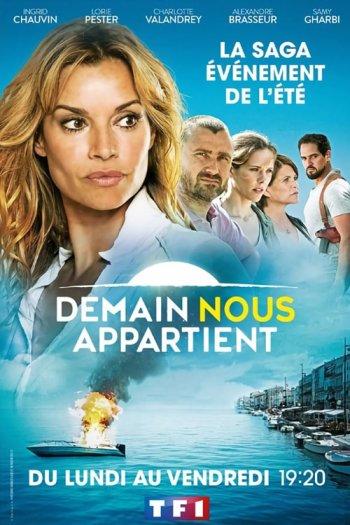 INGRID CHAUVIN
LORIE PESTER
CHARLOTTE VALANDREY
ALEXANDRE BRASSEUR
SAMY GHARBI
LA SAGA
ÉVÉNEMENT
DE L'ÉTÉ
DEMAIN NOUS
APPARTIENT
DU LUNDI AU VENDREDI 19:20
TF1